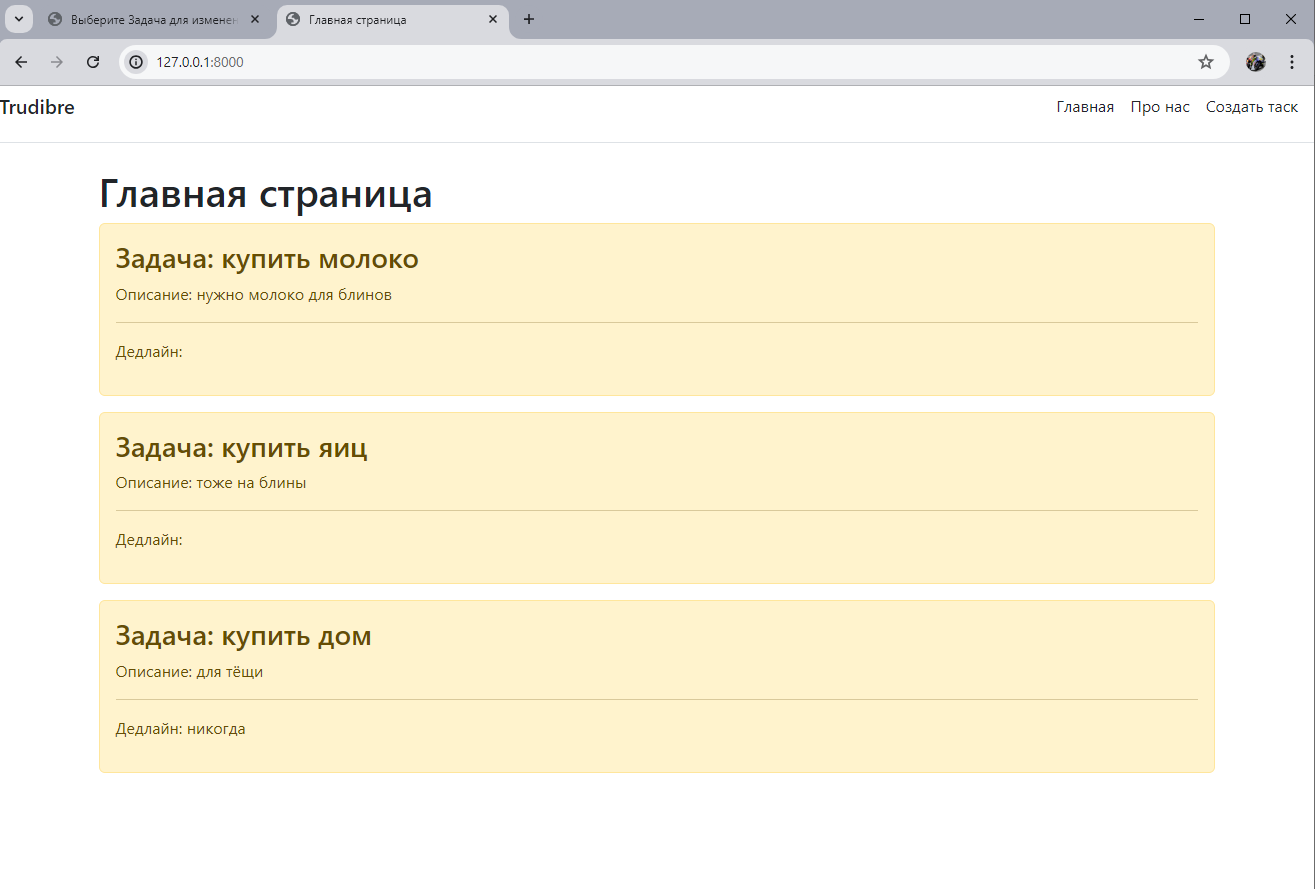 Выберите Задача для изменен
Главная страница
127.0.0.1:8000
Trudibre
Главная Про нас Создать таск
Главная страница
Задача: купить молоко
Описание: нужно молоко для блинов
Дедлайн:
Задача: купить яиц
Описание: тоже на блины
Дедлайн:
Задача: купить дом
Описание: для тёщи
Дедлайн: никогда